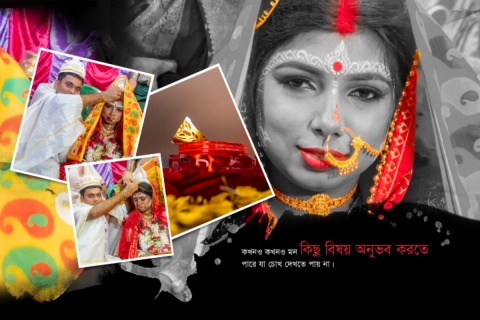 কখনও কখনও মন কিছু বিষয় অনুভব করতে
পারে যা চোখ দেখতে পায় না।